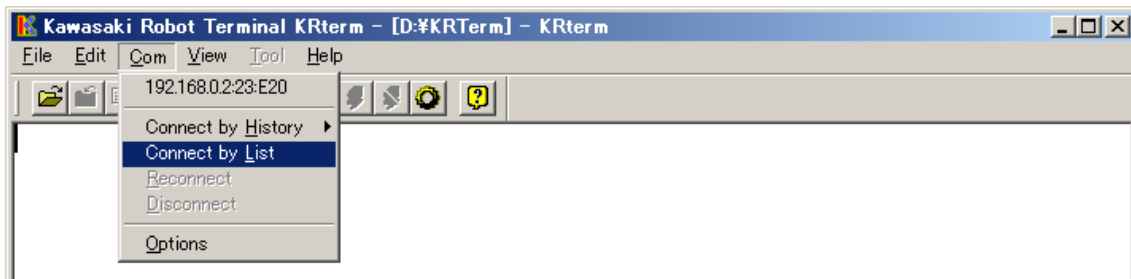 Kawasaki Robot Terminal KRterm - [D:¥KRTerm] - KRterm
File Edit Com View Tool Help
192.168.0.2:23:E20
Connect by History
Connect by List
Reconnect
Disconnect
Options